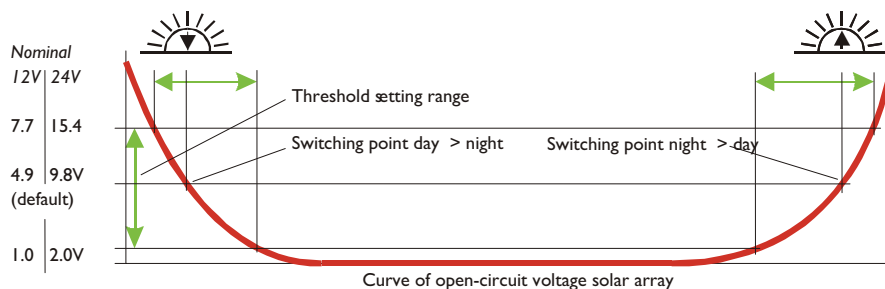 Nominal
12V 24V
7.7 15.4
4.9 9.8V
(default)
1.0 2.0V
Threshold setting range
Switching point day > night
Switching point night > day
Curve of open-circuit voltage solar array